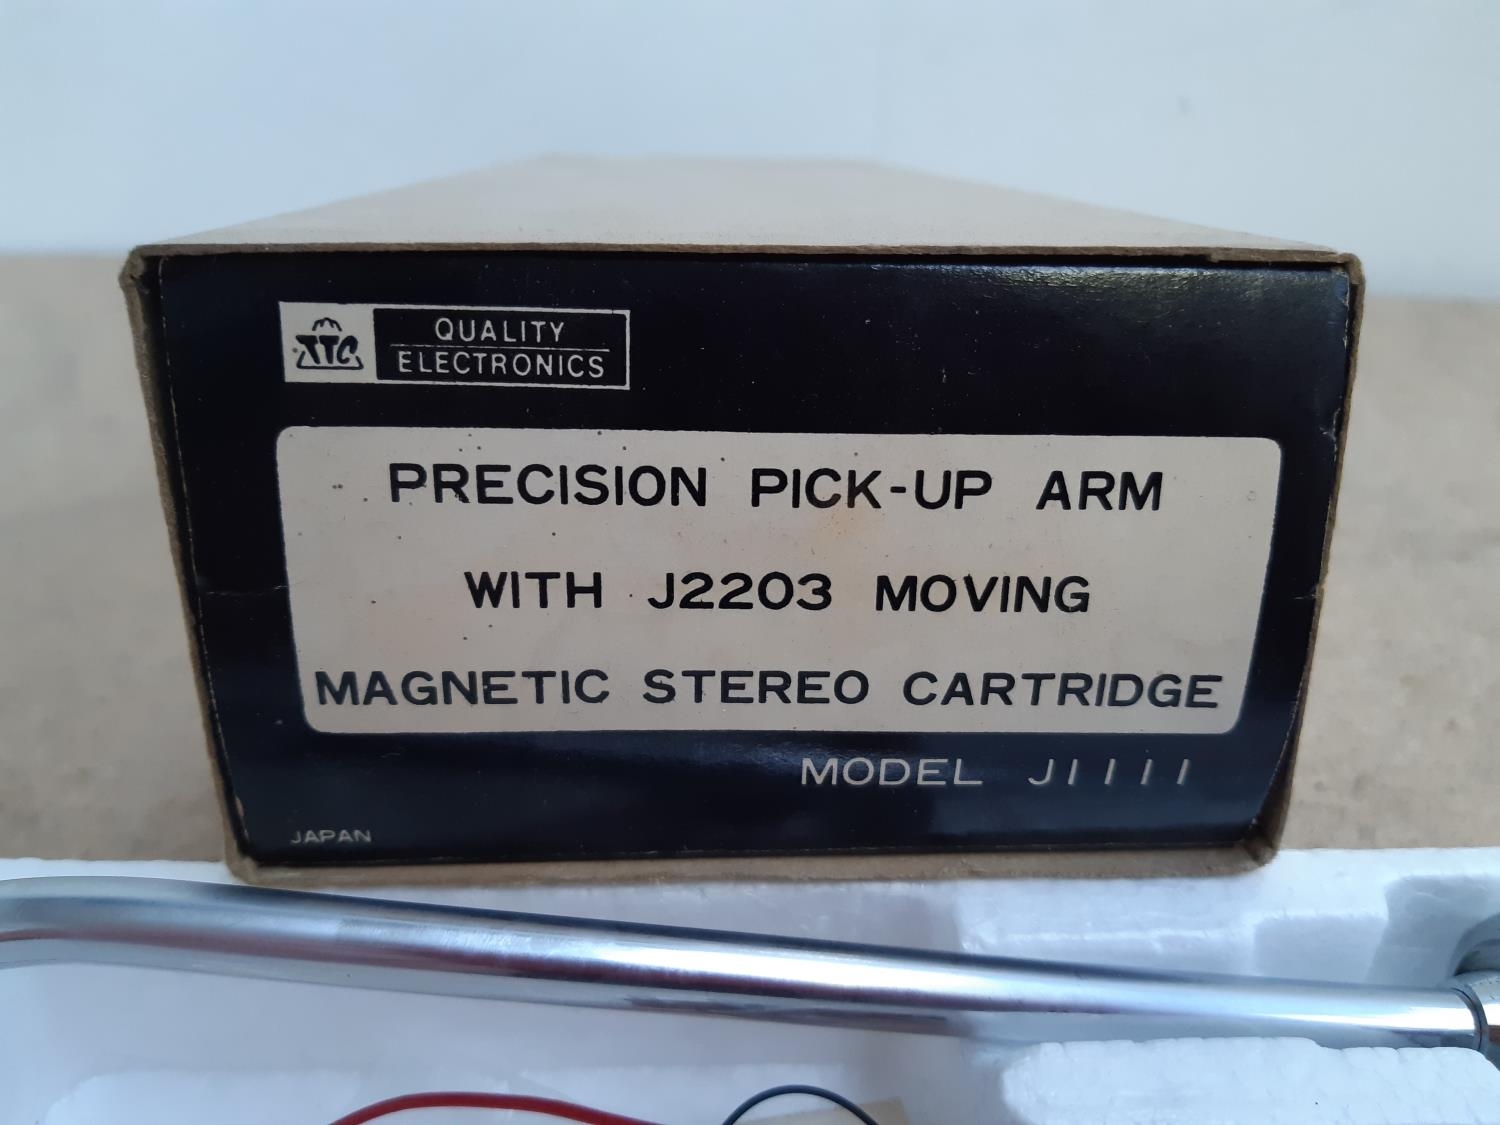 TTC
QUALITY
ELECTRONICS
PRECISION PICK-UP ARM
WITH J2203 MOVING
MAGNETIC STEREO CARTRIDGE
MODEL J1111
JAPAN